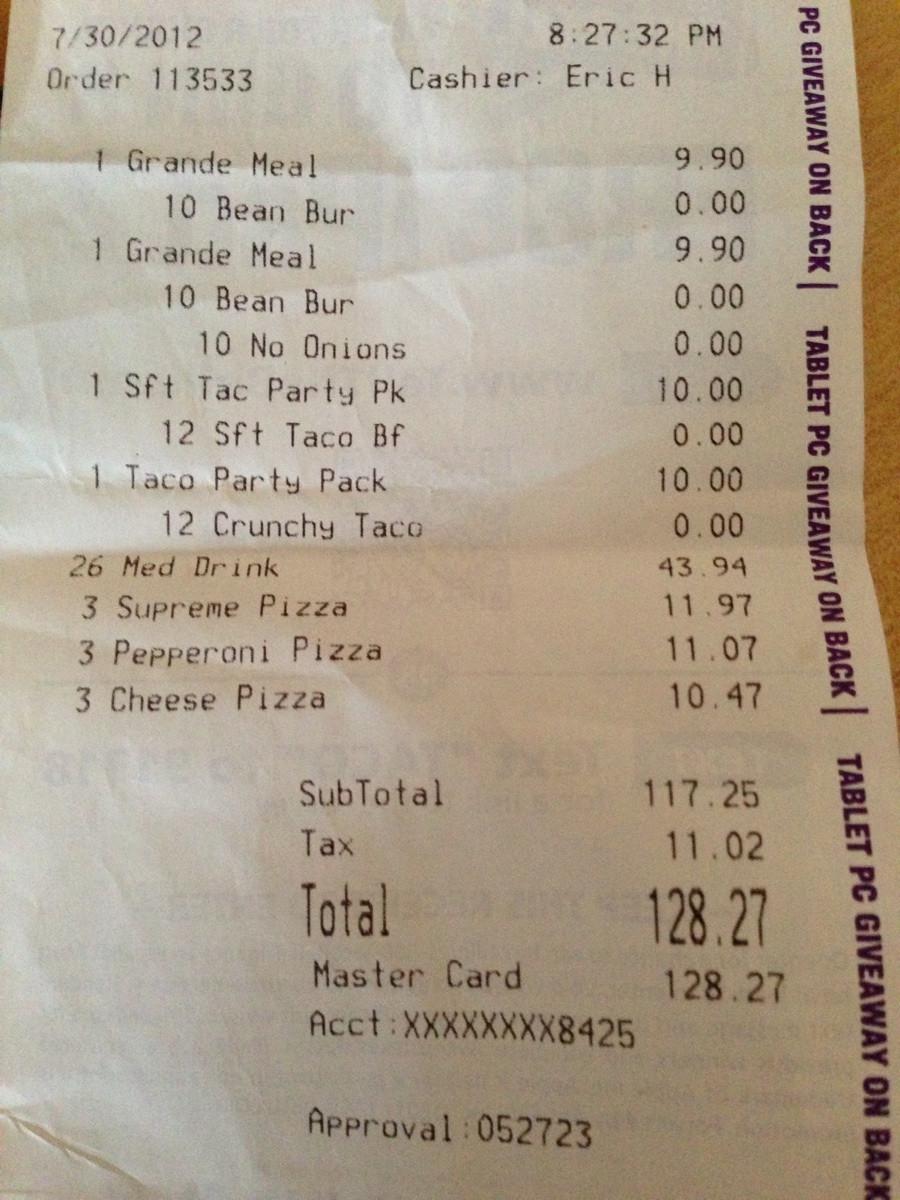 7/30/2012 8:27:32 PM
Order 113533 Cashier: Eric H
1 Grande Meal 9.90
10 Bean Bur 0.00
1 Grande Meal 9.90
10 Bean Bur 0.00
10 No Onions 0.00
1 Sft Tac Party Pk 10.00
12 Sft Taco Bf 0.00
1 Taco Party Pack 10.00
12 Crunchy Taco 0.00
26 Med Drink 43.94
3 Supreme Pizza 11.97
3 Pepperoni Pizza 11.07
3 Cheese Pizza 10.47
SubTotal 117.25
Tax 11.02
Total 128.27
Master Card 128.27
Acct:XXXXXXXX8425
Approval:052723
PC GIVEAWAY ON BACK |
TABLET PC GIVEAWAY ON BACK |
TABLET PC GIVEAWAY ON BACK